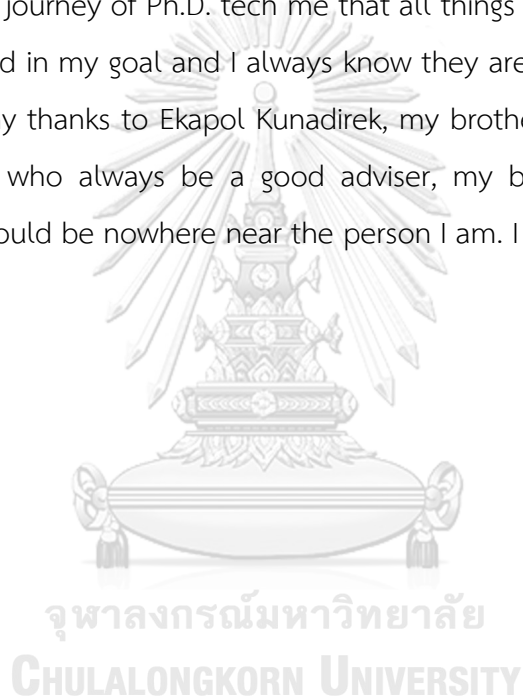 journey of Ph.D. tech me that all things
d in my goal and I always know they are
y thanks to Ekapol Kunadirek, my brothe
who always be a good adviser, my b
ould be nowhere near the person I am. I
จุฬาลงกรณ์มหาวิทยาลัย
CHULALONGKORN UNIVERSITY